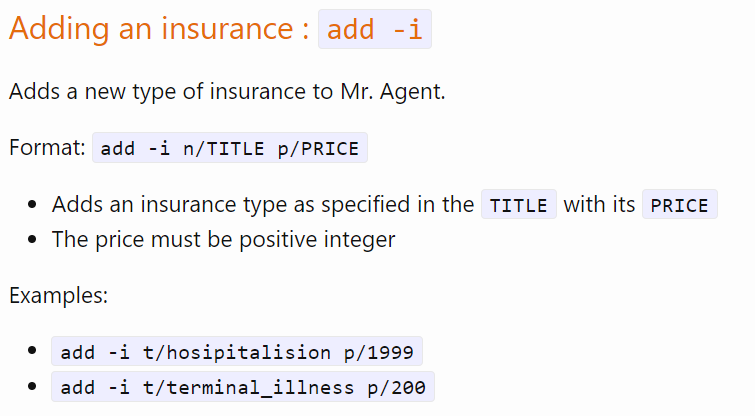 Adding an insurance : add -i
Adds a new type of insurance to Mr. Agent.
Format: add -i n/TITLE p/PRICE
• Adds an insurance type as specified in the TITLE with its PRICE
• The price must be positive integer
Examples:
• add -i t/hosipitalision p/1999
• add -i t/terminal_illness p/200